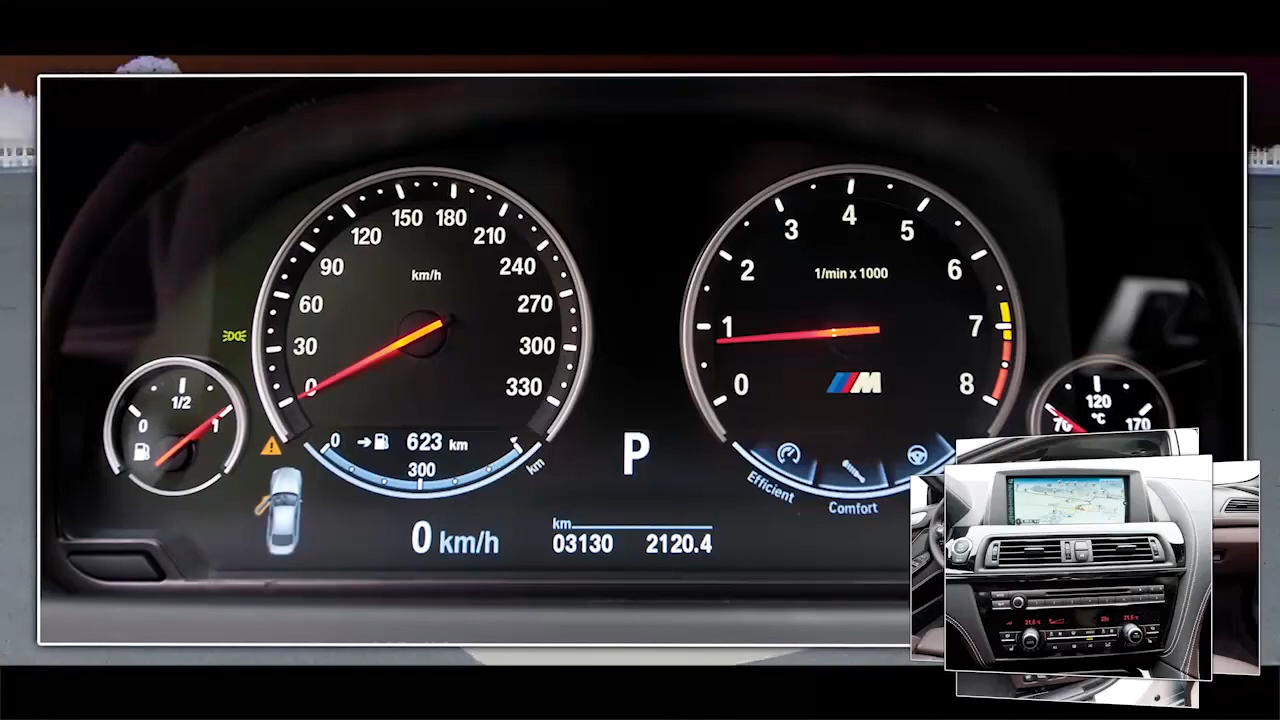 150 180
120 210
90 240
km/h
60 270
30 300
0 330
4
3 5
2 6
1/min x 1000
1 7
0 8
M
1/2
0 1
0 623 km
300
km
P
Efficient
Comfort
120
°C
70 170
0 km/h
km
03130 2120.4